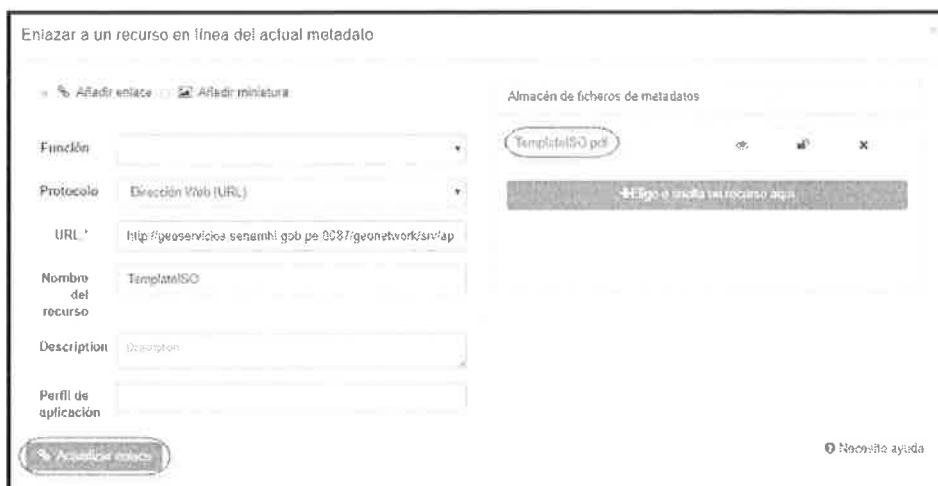 Enlazar a un recurso en línea del actual metadato
Añadir enlace Añadir miniatura
Función
Protocolo Dirección Web (URL)
URL * http://geoservicios.senamhi.gob.pe:8087/geonetwork/srv/ap
Nombre del recurso TemplateISO
Description Description
Perfil de aplicación
Actualizar enlace
Almacén de ficheros de metadatos
TemplateISO.pdf
+Elige o suelta un recurso aquí
Necesito ayuda